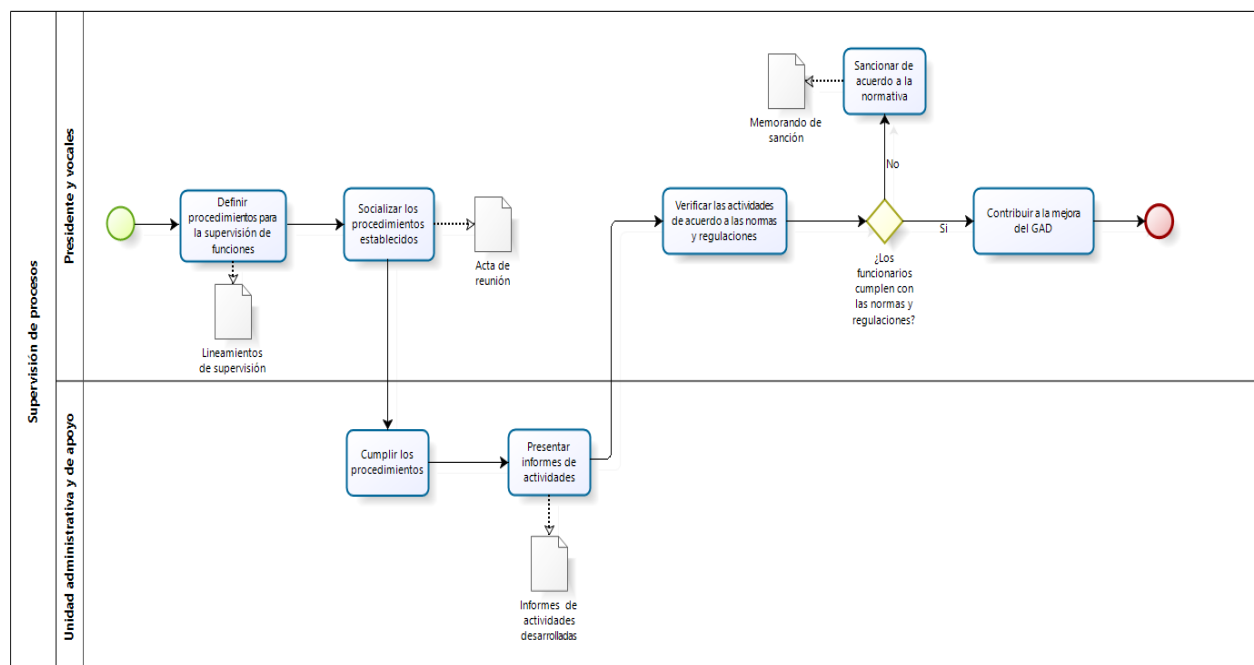 Supervisión de procesos
Presidente y vocales
Definir
procedimientos para
la supervisión de
funciones
Lineamientos
de supervisión
Socializar los
procedimientos
establecidos
Acta de
reunión
Verificar las actividades
de acuerdo a las normas
y regulaciones
Sancionar de
acuerdo a la
normativa
Memorando de
sanción
No
Si
¿Los
funcionarios
cumplen con
las normas y
regulaciones?
Contribuir a la mejora
del GAD
Unidad administrativa y de apoyo
Cumplir los
procedimientos
Presentar
informes de
actividades
Informes de
actividades
desarrolladas